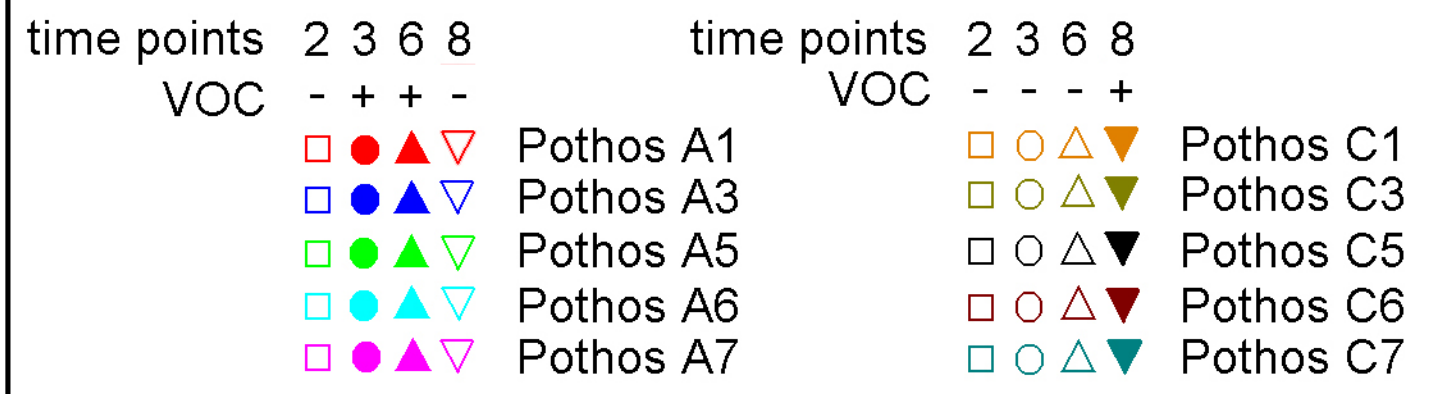 time points 2 3 6 8
VOC - + + -
Pothos A1
Pothos A3
Pothos A5
Pothos A6
Pothos A7
time points 2 3 6 8
VOC - - - +
Pothos C1
Pothos C3
Pothos C5
Pothos C6
Pothos C7